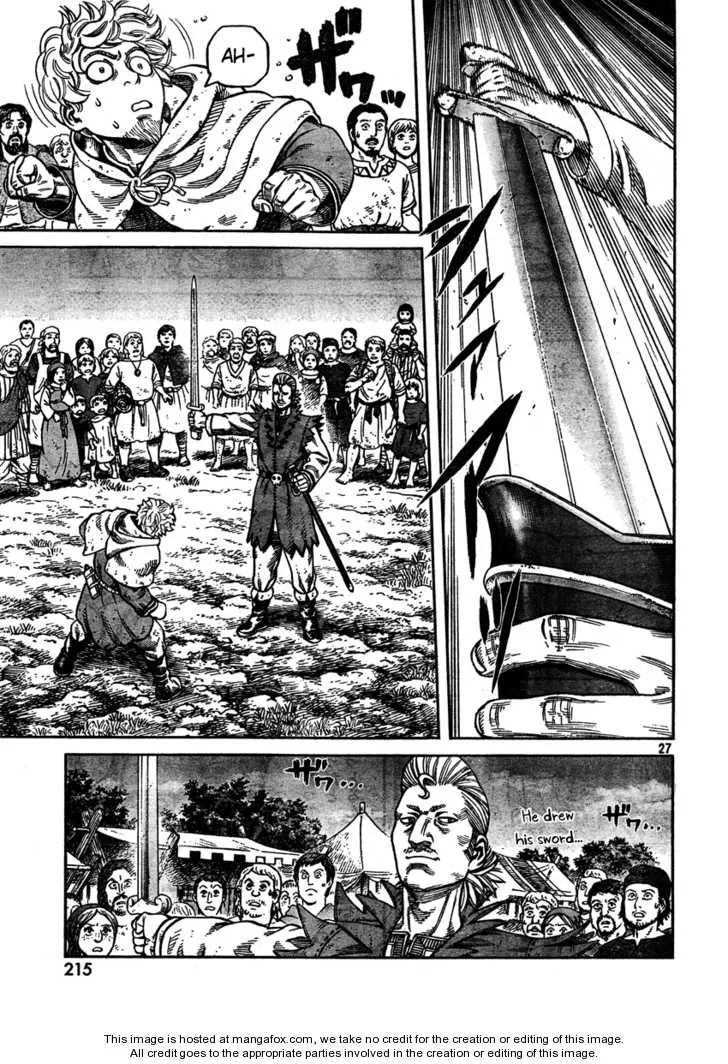 シュラッ
AH-
ザワッ
27
ザワ...
He drew
his sword...
ザワ...
215
This image is hosted at mangafox.com, we take no credit for the creation or editing of this image.
All credit goes to the appropriate parties involved in the creation or editing of this image.